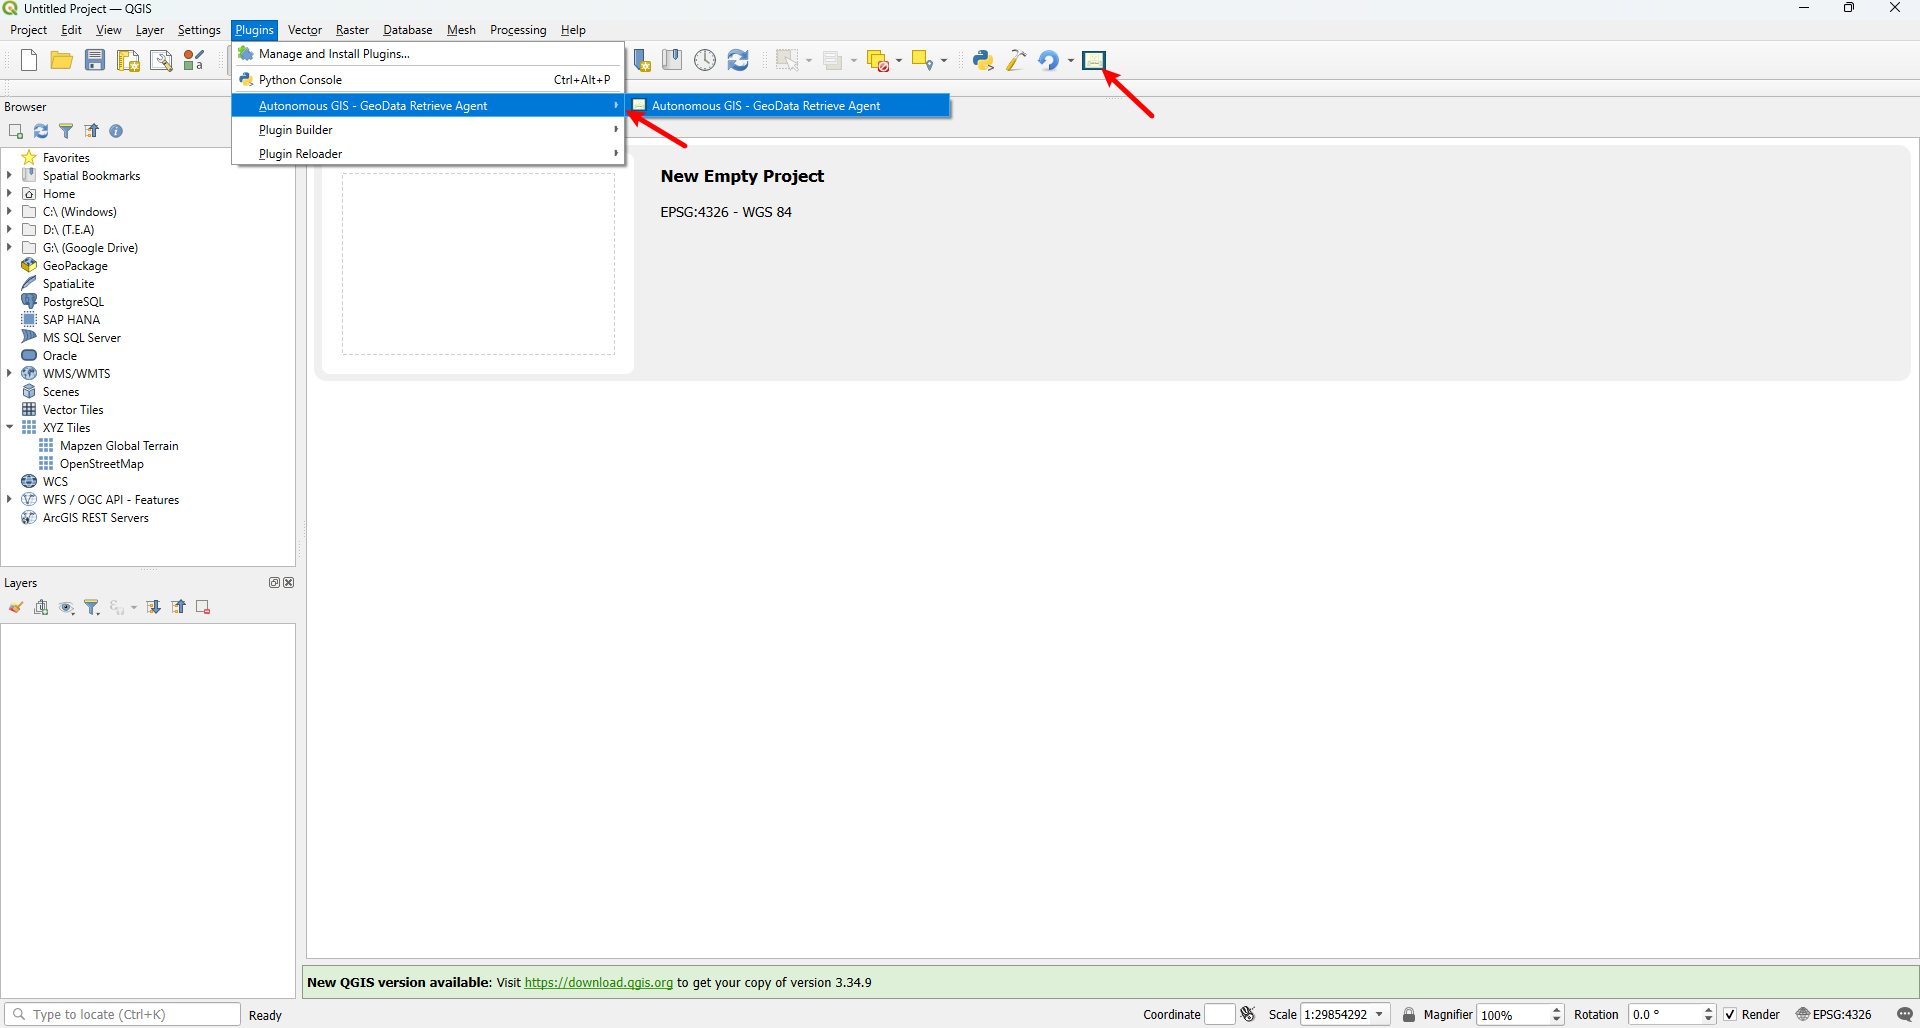 Untitled Project — QGIS
Project Edit View Layer Settings Plugins Vector Raster Database Mesh Processing Help
Manage and Install Plugins...
Python Console Ctrl+Alt+P
Autonomous GIS - GeoData Retrieve Agent
Autonomous GIS - GeoData Retrieve Agent
Plugin Builder
Plugin Reloader
Browser
Favorites
Spatial Bookmarks
Home
C:\ (Windows)
D:\ (T.E.A)
G:\ (Google Drive)
GeoPackage
SpatiaLite
PostgreSQL
SAP HANA
MS SQL Server
Oracle
WMS/WMTS
Scenes
Vector Tiles
XYZ Tiles
Mapzen Global Terrain
OpenStreetMap
WCS
WFS / OGC API - Features
ArcGIS REST Servers
New Empty Project
EPSG:4326 - WGS 84
Layers
New QGIS version available: Visit https://download.qgis.org to get your copy of version 3.34.9
Type to locate (Ctrl+K) Ready Coordinate Scale 1:29854292 Magnifier 100% Rotation 0.0 ° Render EPSG:4326